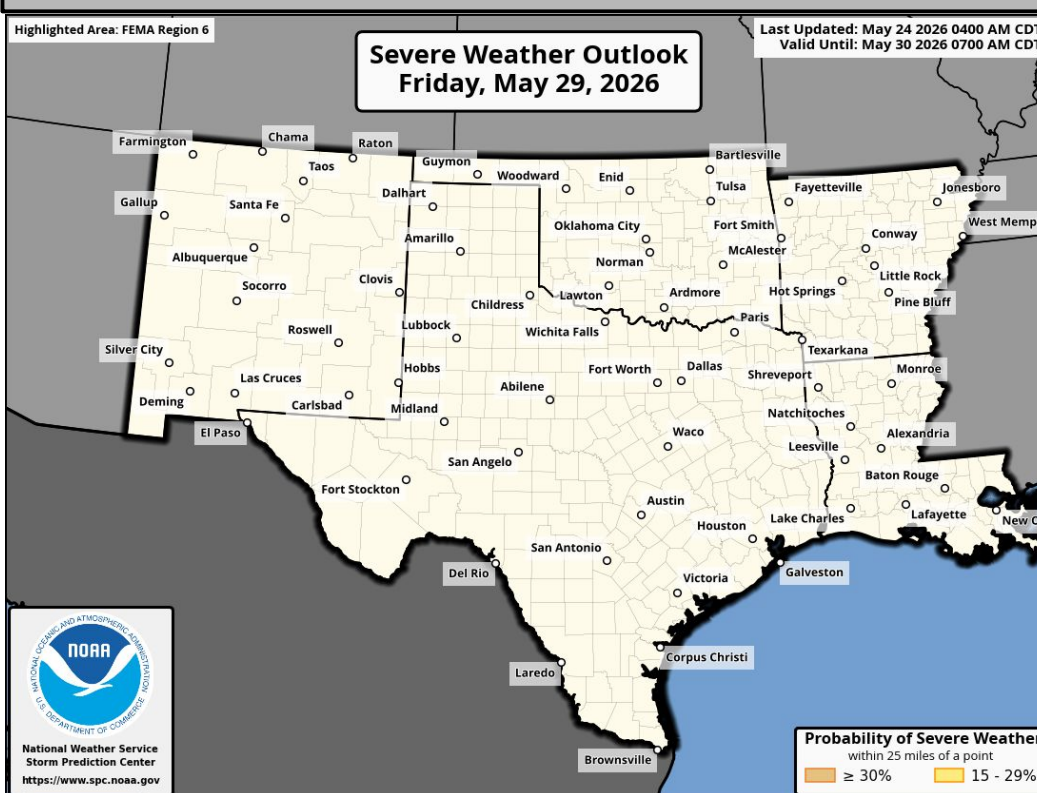 Highlighted Area: FEMA Region 6
Last Updated: May 24 2026 0400 AM CDT
Valid Until: May 30 2026 0700 AM CDT
Severe Weather Outlook
Friday, May 29, 2026
Farmington
Chama
Raton
Taos
Guymon
Woodward
Enid
Bartlesville
Tulsa
Fayetteville
Jonesboro
Gallup
Santa Fe
Dalhart
Oklahoma City
Fort Smith
West Memp
Conway
Albuquerque
Amarillo
Norman
McAlester
Little Rock
Socorro
Clovis
Childress
Lawton
Ardmore
Hot Springs
Pine Bluff
Roswell
Lubbock
Wichita Falls
Paris
Texarkana
Silver City
Las Cruces
Hobbs
Abilene
Fort Worth
Dallas
Shreveport
Monroe
Deming
Carlsbad
Midland
Natchitoches
El Paso
Waco
Leesville
Alexandria
San Angelo
Fort Stockton
Baton Rouge
Austin
Houston
Lake Charles
Lafayette
New O
San Antonio
Del Rio
Victoria
Galveston
Laredo
Corpus Christi
Brownsville
NATIONAL OCEANIC AND ATMOSPHERIC ADMINISTRATION
NOAA
U.S. DEPARTMENT OF COMMERCE
National Weather Service
Storm Prediction Center
https://www.spc.noaa.gov
Probability of Severe Weather
within 25 miles of a point
≥ 30%
15 - 29%